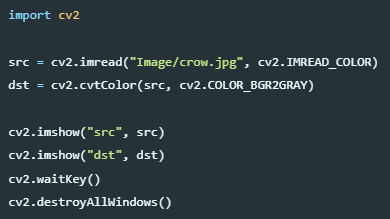 import cv2
src = cv2.imread("Image/crow.jpg", cv2.IMREAD_COLOR)
dst = cv2.cvtColor(src, cv2.COLOR_BGR2GRAY)
cv2.imshow("src", src)
cv2.imshow("dst", dst)
cv2.waitKey()
cv2.destroyAllWindows()